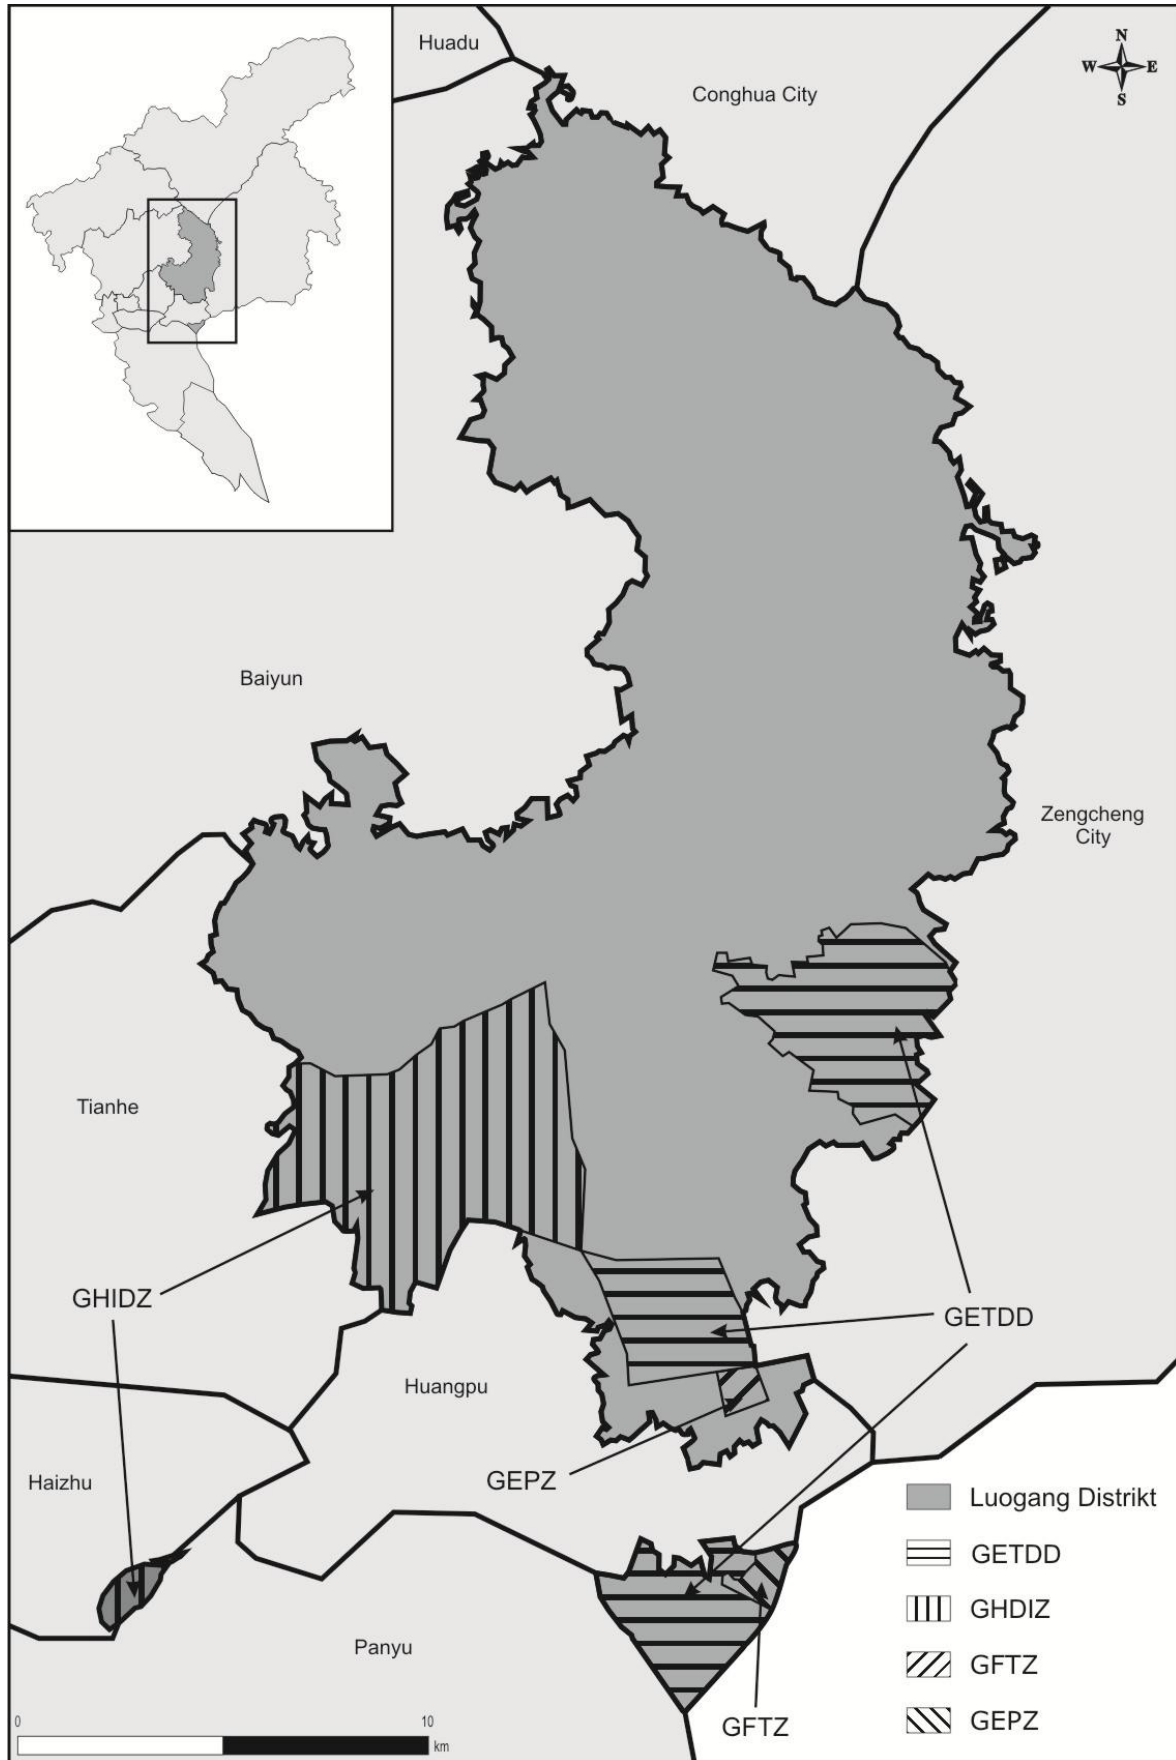 Huadu
Conghua City
N
W
E
S
Baiyun
Zengcheng
City
Tianhe
GHIDZ
GETDD
Huangpu
Haizhu
GEPZ
Luogang Distrikt
GETDD
GHDIZ
GFTZ
GEPZ
Panyu
GFTZ
0
10
km